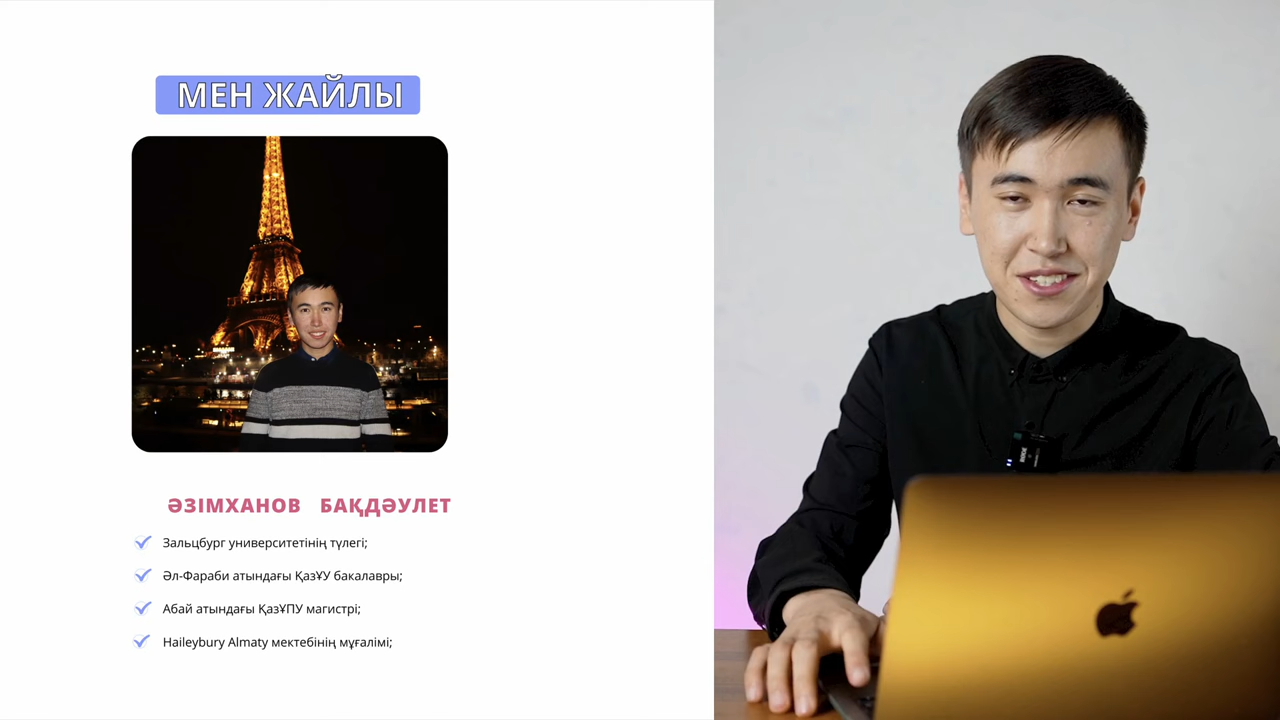 МЕН ЖАЙЛЫ
ӘЗІМХАНОВ БАҚДӘУЛЕТ
Зальцбург университетінің түлегі;
Әл-Фараби атындағы ҚазҰУ бакалавры;
Абай атындағы ҚазҰПУ магистрі;
Haileybury Almaty мектебінің мұғалімі;